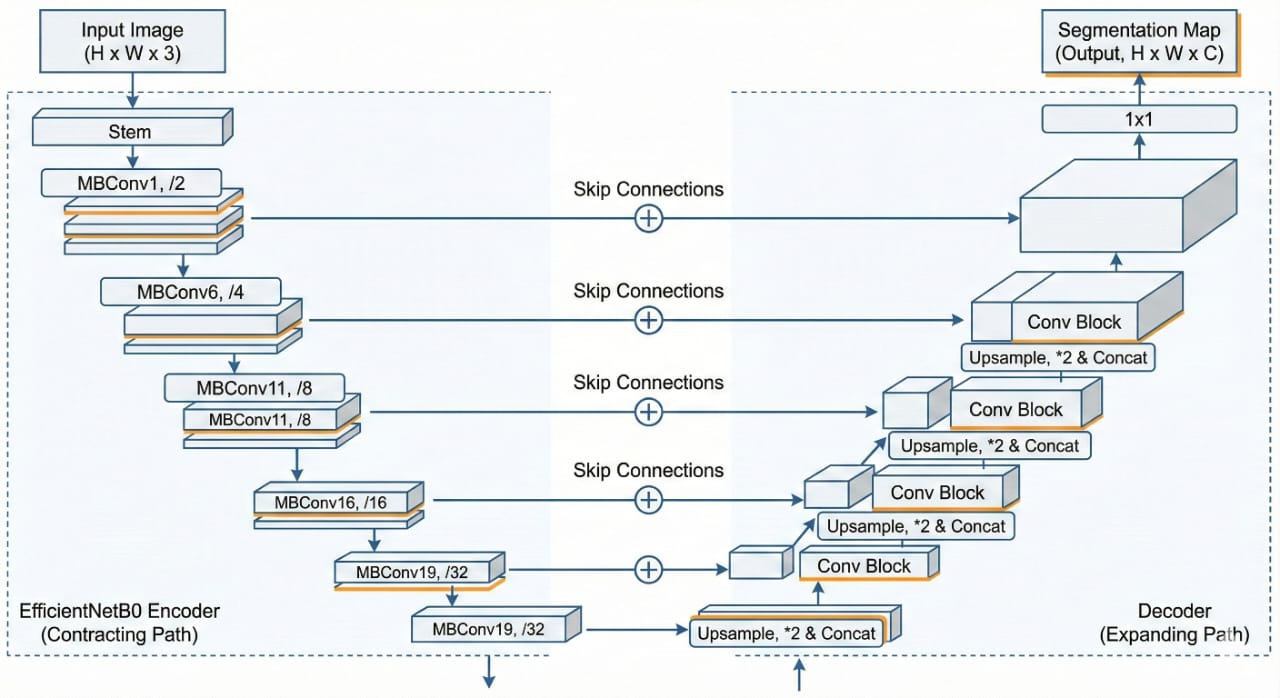 Input Image
(H x W x 3)
Segmentation Map
(Output, H x W x C)
Stem
1x1
MBConv1, /2
Skip Connections
MBConv6, /4
Skip Connections
Conv Block
Upsample, *2 & Concat
MBConv11, /8
MBConv11, /8
Skip Connections
Conv Block
Upsample, *2 & Concat
MBConv16, /16
Skip Connections
Conv Block
Upsample, *2 & Concat
MBConv19, /32
Conv Block
EfficientNetB0 Encoder
(Contracting Path)
MBConv19, /32
Upsample, *2 & Concat
Decoder
(Expanding Path)